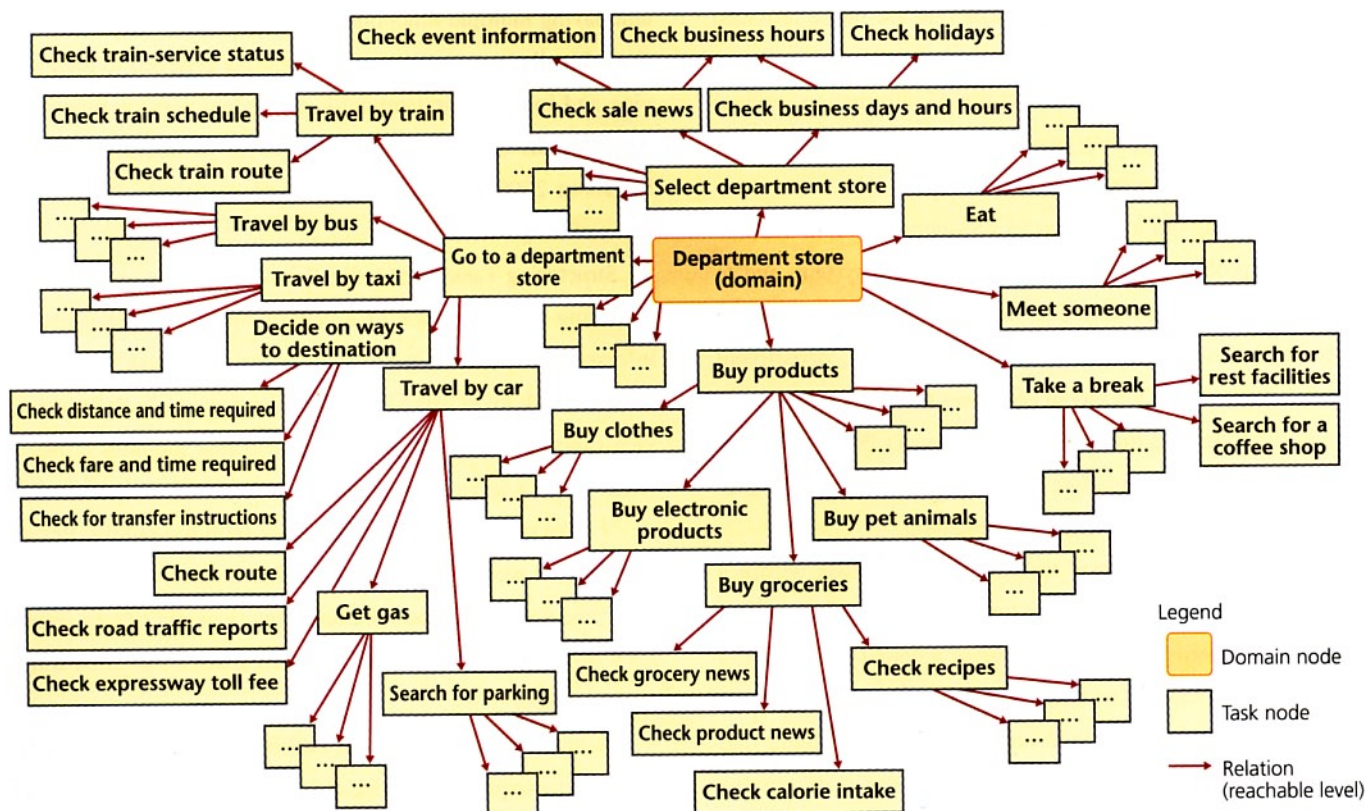 Check event information
Check business hours
Check holidays
Check train-service status
Check train schedule
Travel by train
Check sale news
Check business days and hours
Check train route
Select department store
...
...
...
...
...
...
Eat
Travel by bus
...
...
...
Go to a department
store
Department store
(domain)
...
...
...
Travel by taxi
...
...
...
Meet someone
Decide on ways
to destination
...
...
...
Travel by car
Buy products
Take a break
Search for
rest facilities
Search for a
coffee shop
Check distance and time required
Buy clothes
...
...
...
...
...
...
Check fare and time required
...
...
...
Check for transfer instructions
Buy electronic
products
Buy pet animals
Check route
...
...
...
Buy groceries
...
...
...
Get gas
Check road traffic reports
Check expressway toll fee
Search for parking
Check grocery news
Check recipes
Check product news
Check calorie intake
...
...
...
...
...
...
...
...
...
Legend
Domain node
Task node
Relation
(reachable level)